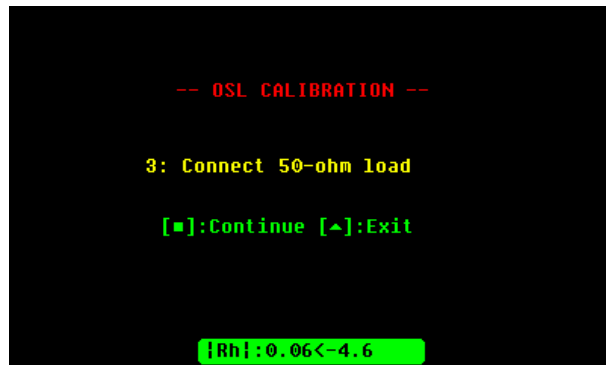 -- OSL CALIBRATION --
3: Connect 50-ohm load
[■]:Continue [▲]:Exit
¦Rh¦:0.06<-4.6